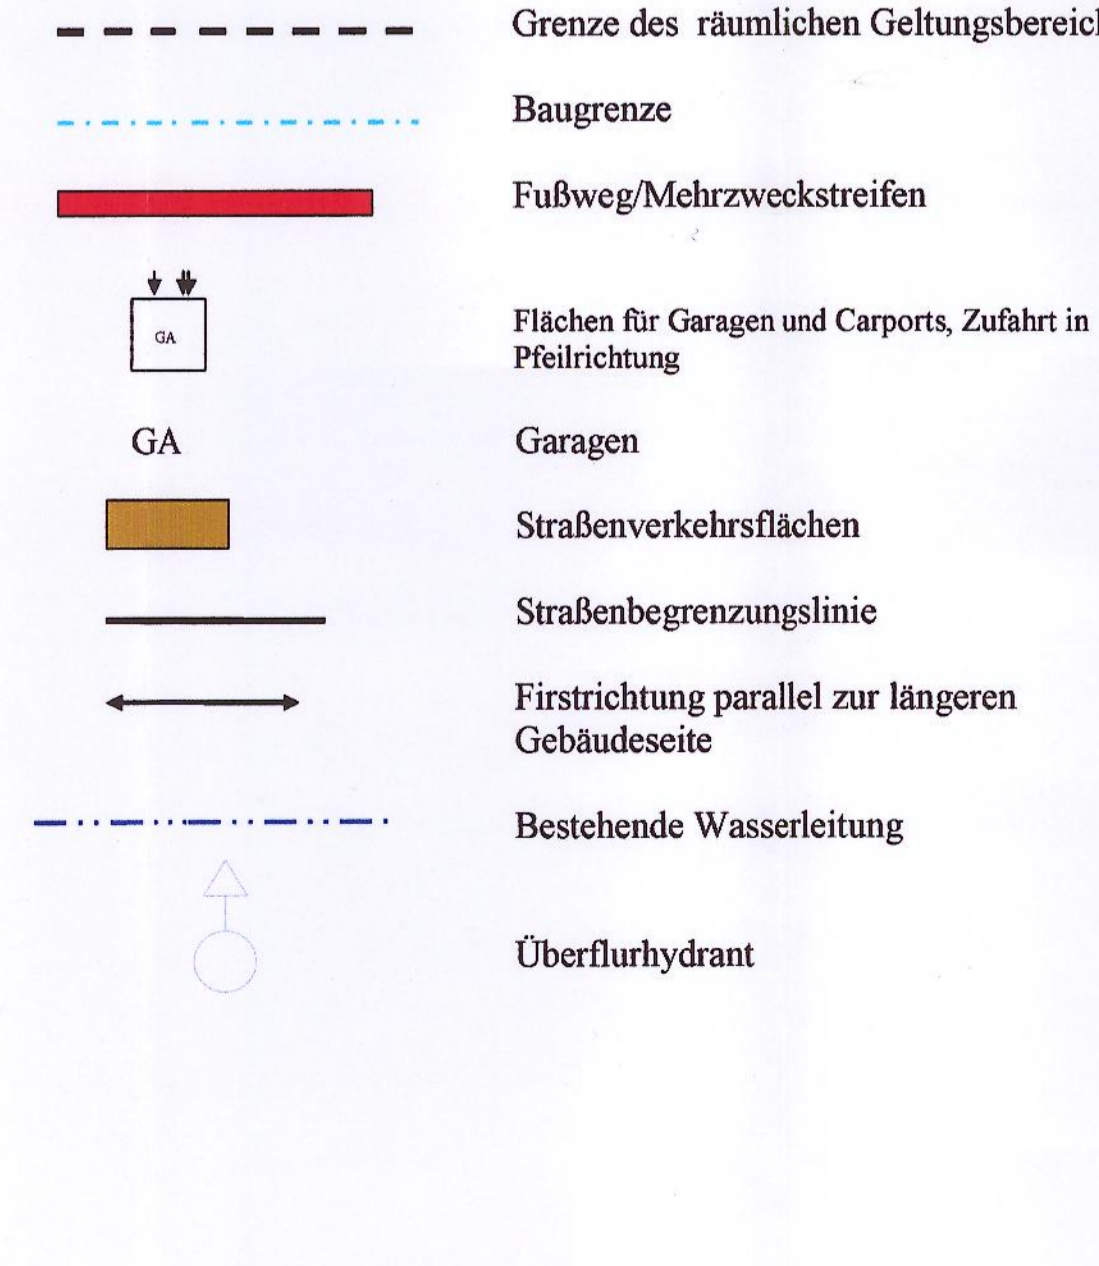 Grenze des räumlichen
Baugrenze
Fußweg/Mehrzweckstreifen
GA
Flächen für Garagen und Carports, Zufahrt in
Pfeilrichtung
GA Garagen
Straßenverkehrsflächen
Straßenbegrenzungslinie
Firstrichtung parallel zur längeren
Gebäudeseite
Bestehende Wasserleitung
Überflurhydrant